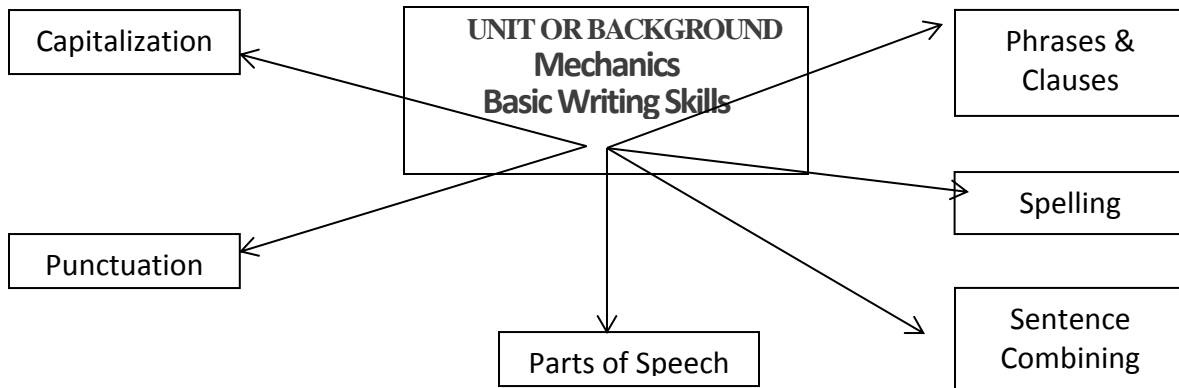 UNIT OR BACKGROUND
Mechanics
Basic Writing Skills
Capitalization
Punctuation
Parts of Speech
Phrases &
Clauses
Spelling
Sentence
Combining